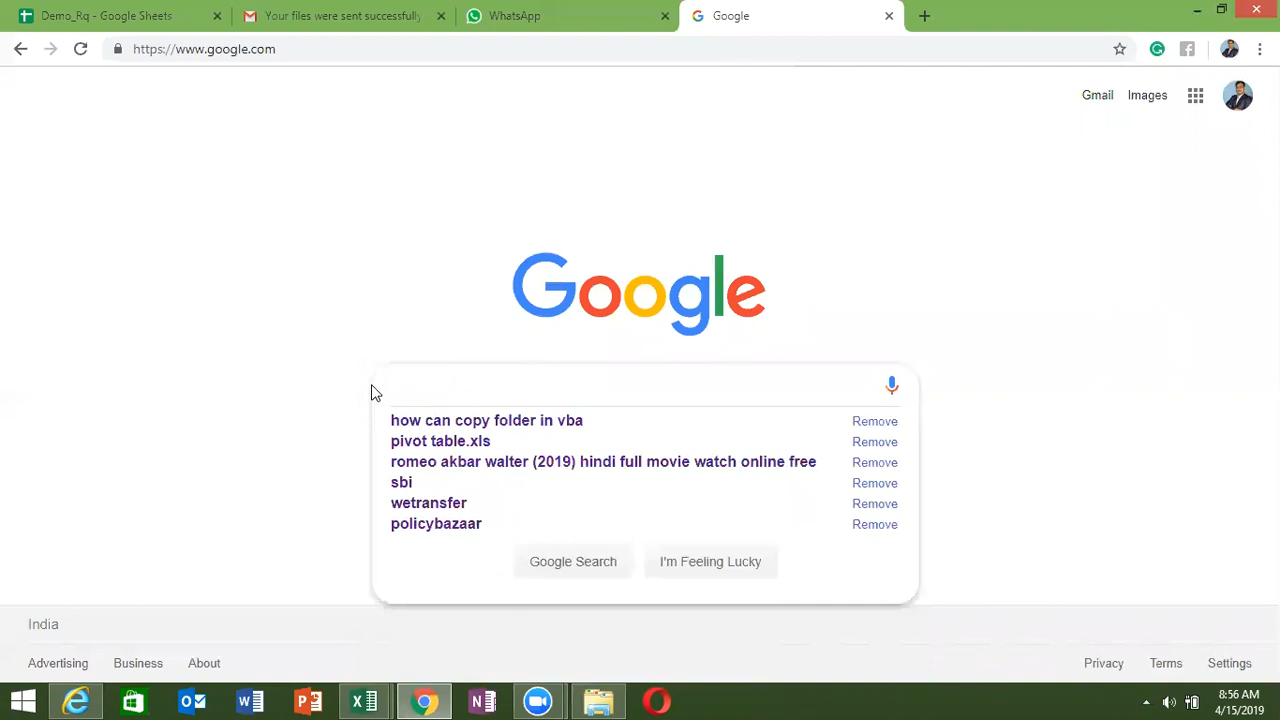 Demo_Rq - Google Sheets
Your files were sent successfully
WhatsApp
Google
https://www.google.com
Gmail Images
Google
how can copy folder in vba Remove
pivot table.xls Remove
romeo akbar walter (2019) hindi full movie watch online free Remove
sbi Remove
wetransfer Remove
policybazaar Remove
Google Search I'm Feeling Lucky
India
Advertising Business About Privacy Terms Settings
8:56 AM
4/15/2019